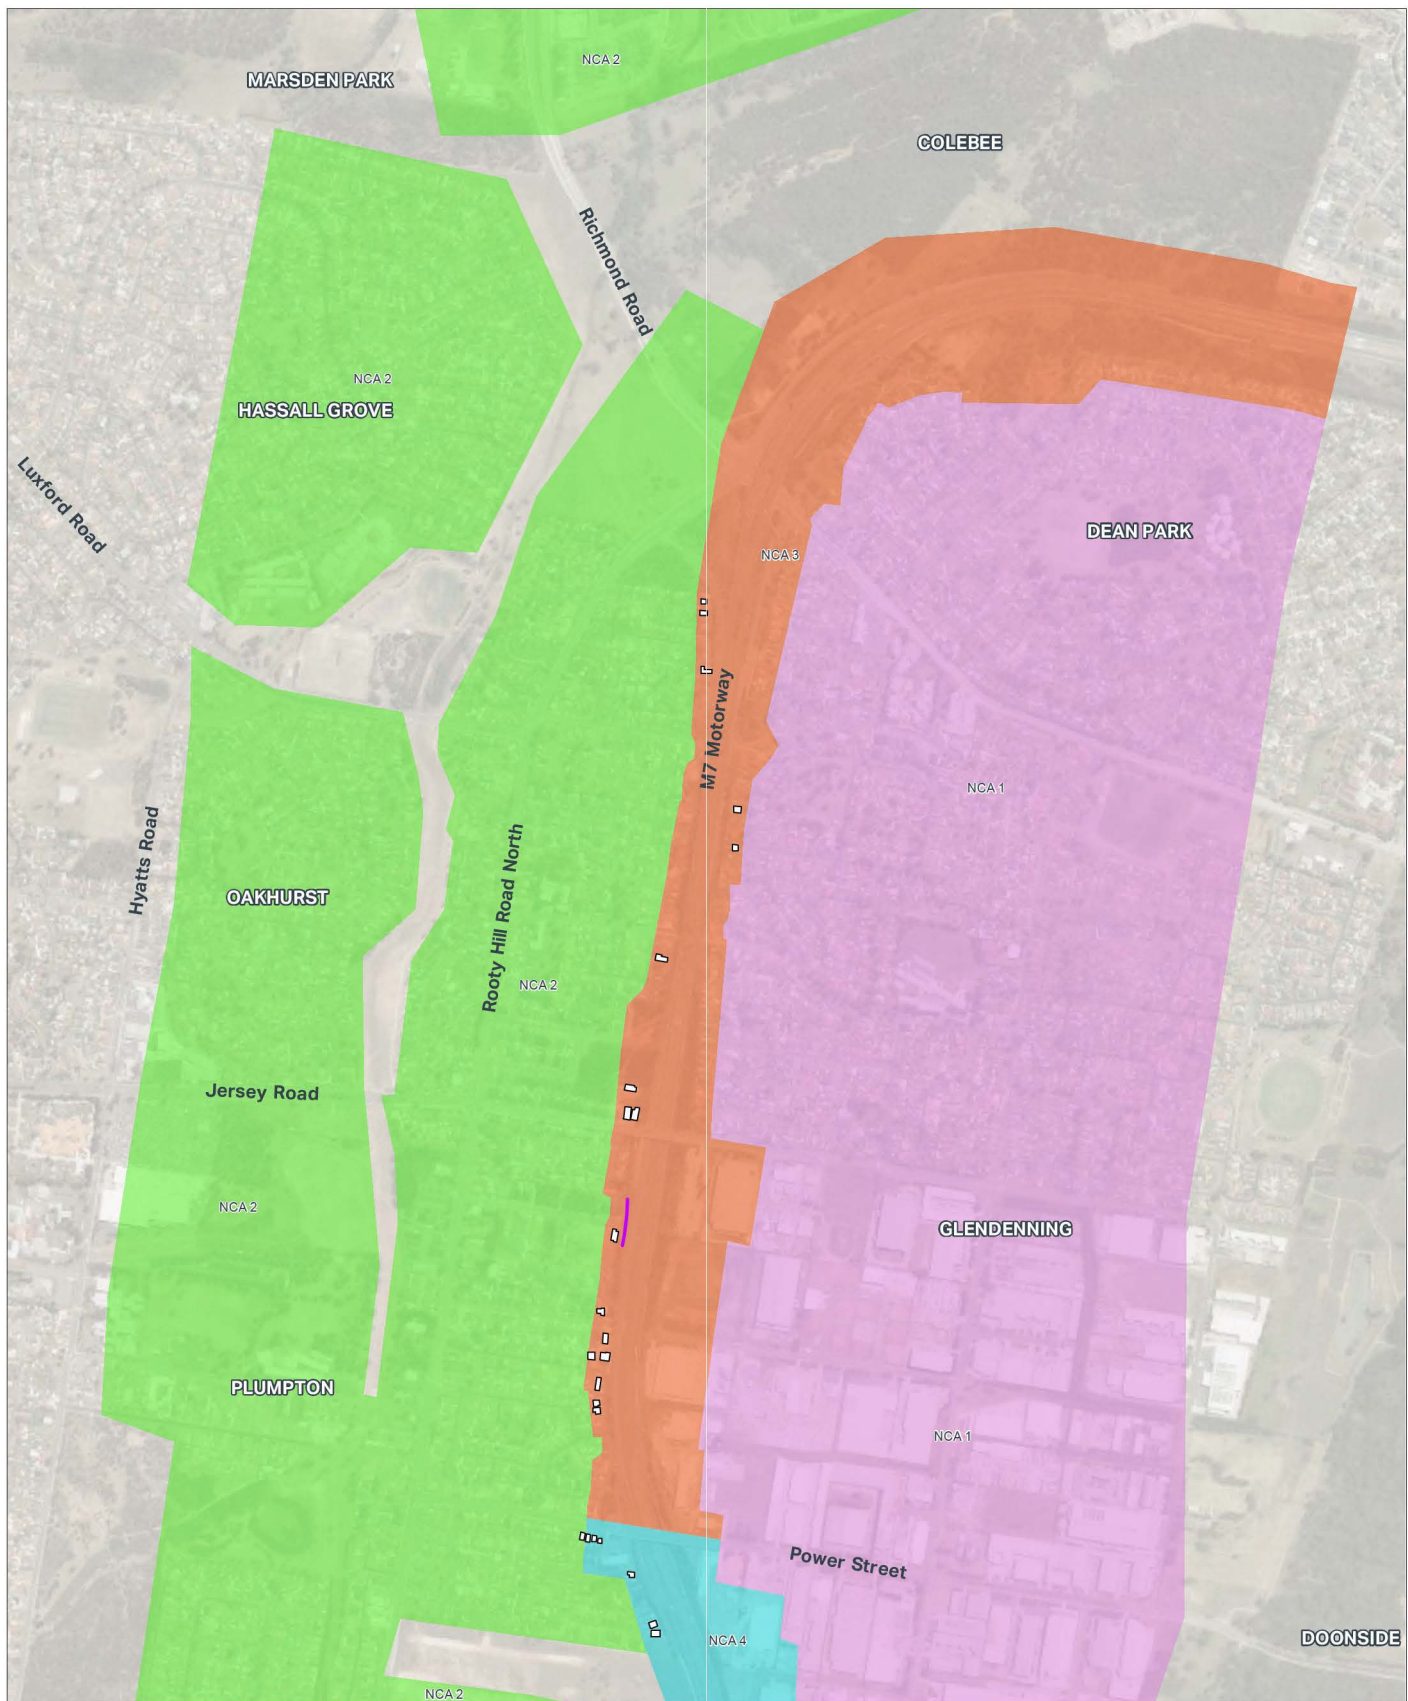 NCA 2
MARSDEN PARK
COLEBEE
Richmond Road
NCA 2
HASSALL GROVE
Luxford Road
DEAN PARK
NCA 3
M7 Motorway
NCA 1
Hyatts Road
Rooty Hill Road North
OAKHURST
NCA 2
Jersey Road
NCA 2
GLENDENNING
PLUMPTON
NCA 1
Power Street
NCA 4
DOONSIDE
NCA 2